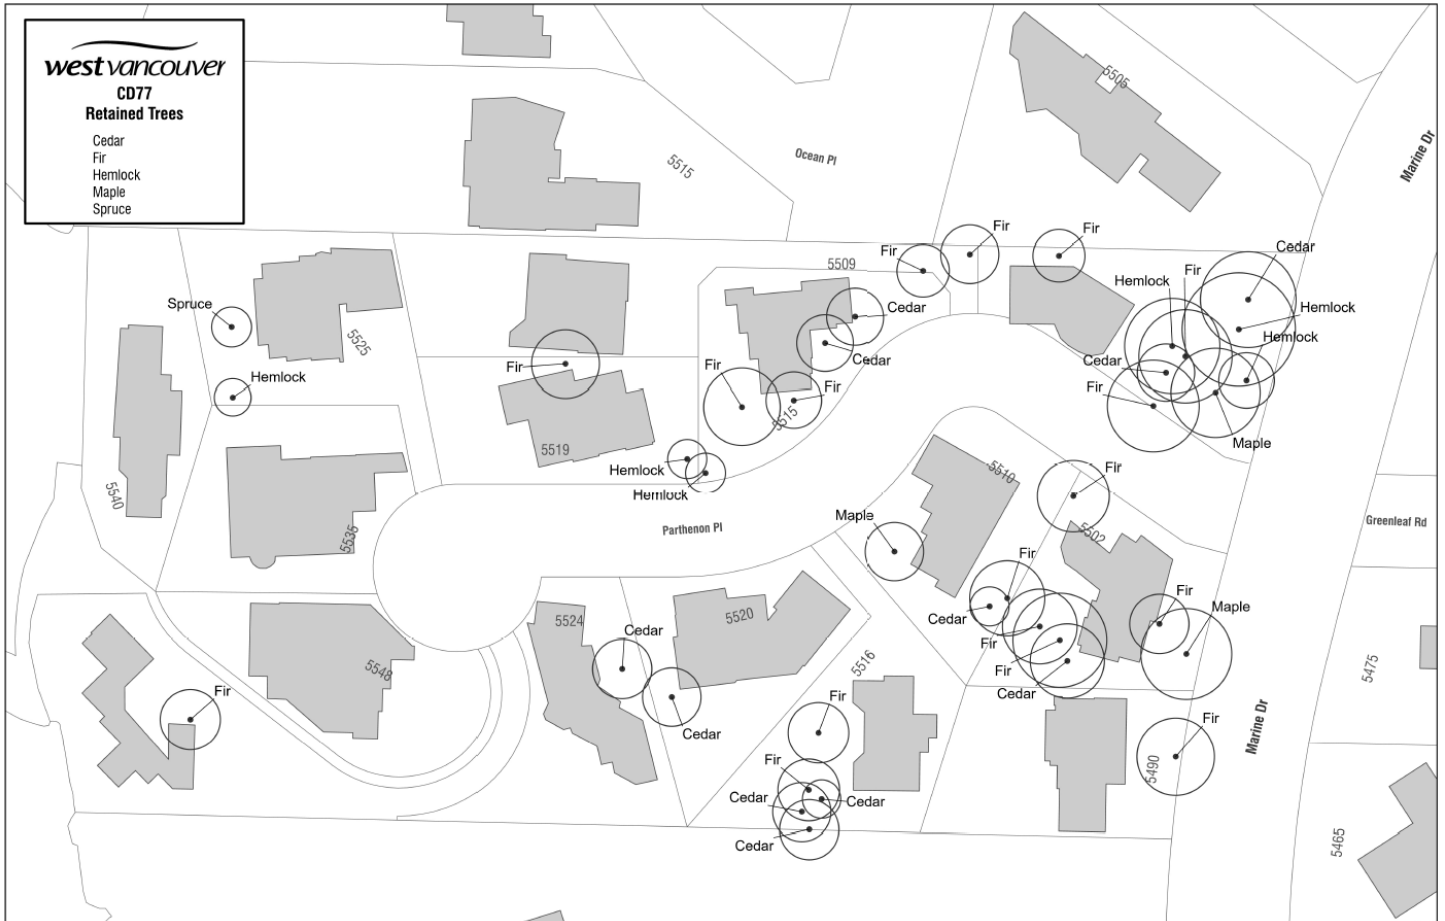 west vancouver
CD77
Retained Trees
Cedar
Fir
Hemlock
Maple
Spruce
5505
Marine Dr
Ocean Pl
5515
Fir
Fir
Fir
Cedar
5509
Hemlock
Fir
Spruce
Cedar
Hemlock
Hemlock
5525
Cedar
Cedar
Fir
Fir
Hemlock
Fir
Fir
5515
Maple
5519
Hemlock
Hemlock
5510
Fir
5540
Maple
Parthenon Pl
5502
Greenleaf Rd
5535
Fir
Fir
Maple
Cedar
5524
5520
Cedar
Fir
5516
Fir
5475
5548
Cedar
Fir
Fir
Cedar
Fir
Marine Dr
Fir
5490
Cedar
Cedar
Cedar
5465